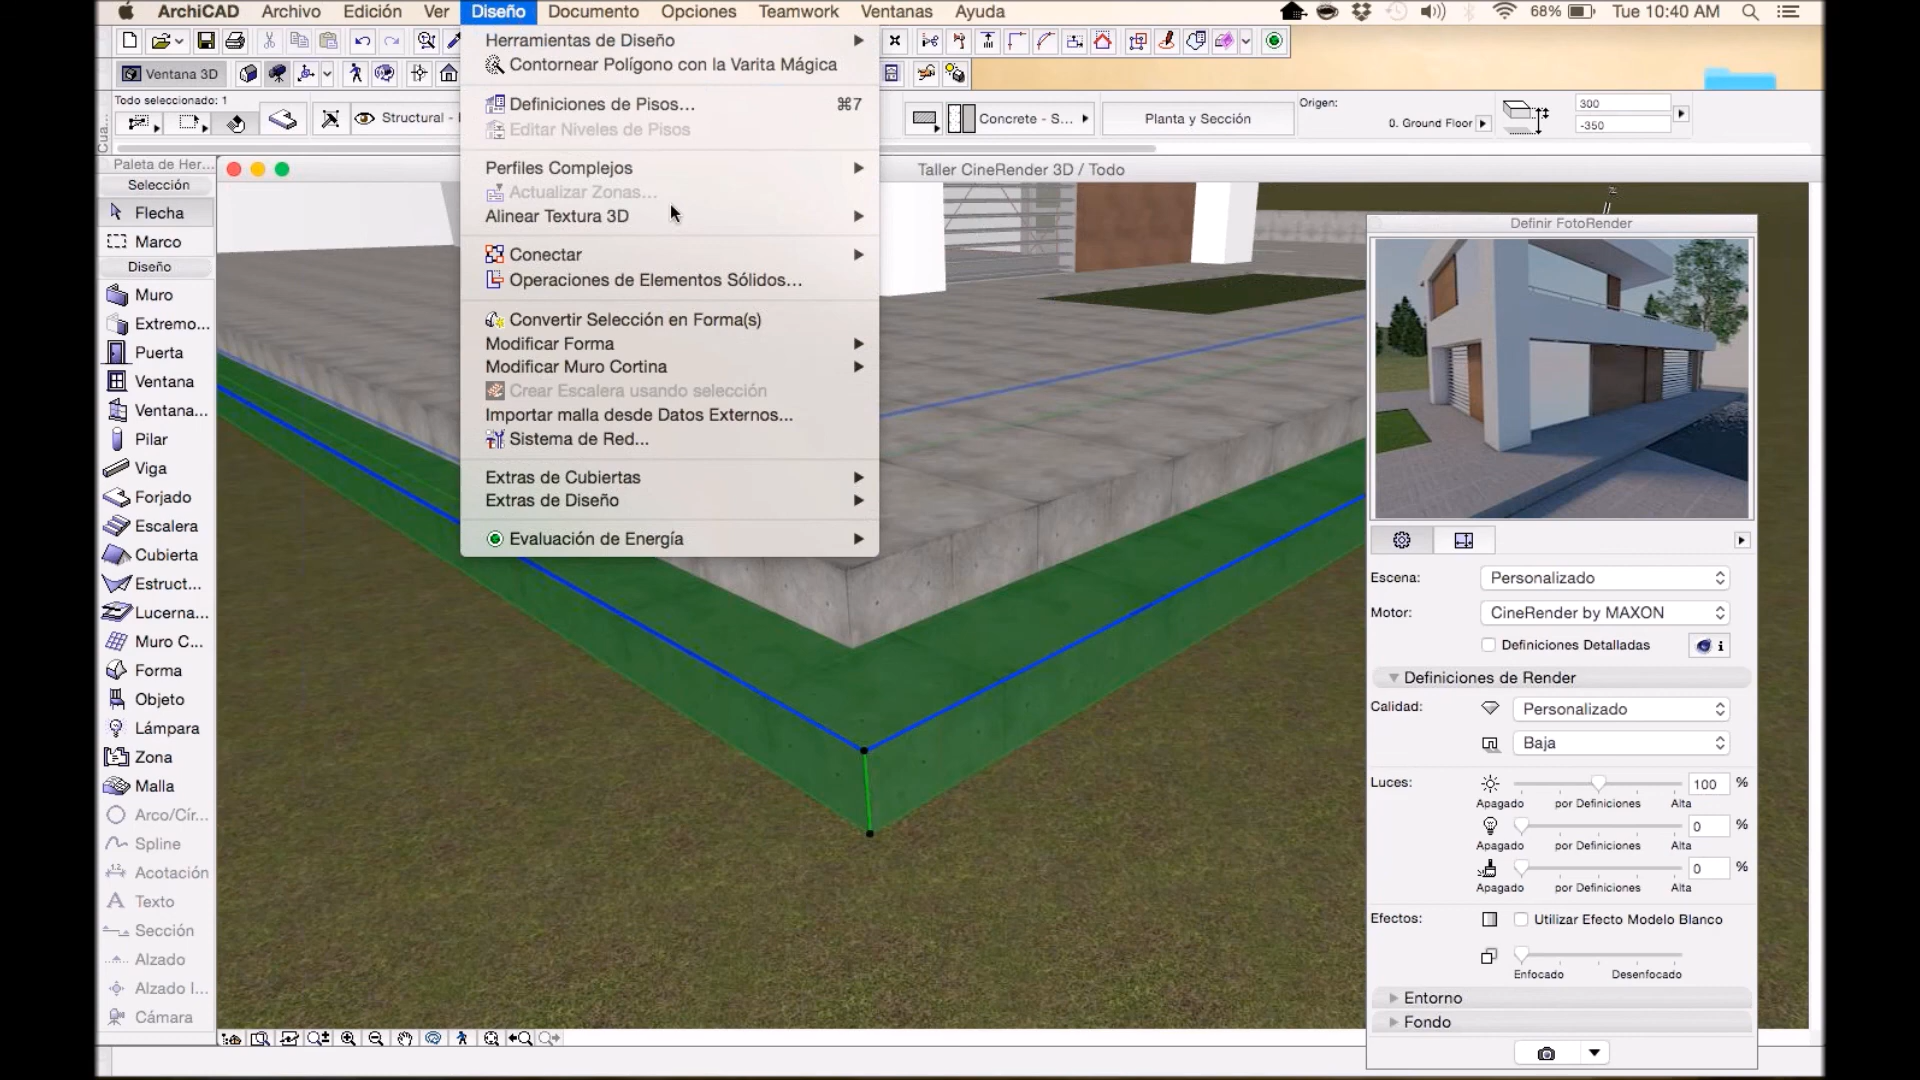 ArchiCAD Archivo Edición Ver Diseño Documento Opciones Teamwork Ventanas Ayuda 68% Tue 10:40 AM
Ventana 3D
Todo seleccionado: 1
Structural -
Concrete - S...
Planta y Sección
Origen:
0. Ground Floor
300
-350
Herramientas de Diseño
Contornear Polígono con la Varita Mágica
Definiciones de Pisos... ⌘7
Editar Niveles de Pisos
Perfiles Complejos
Actualizar Zonas...
Alinear Textura 3D
Conectar
Operaciones de Elementos Sólidos...
Convertir Selección en Forma(s)
Modificar Forma
Modificar Muro Cortina
Crear Escalera usando selección
Importar malla desde Datos Externos...
Sistema de Red...
Extras de Cubiertas
Extras de Diseño
Evaluación de Energía
Cua...
Paleta de Her...
Selección
Flecha
Marco
Diseño
Muro
Extremo...
Puerta
Ventana
Ventana...
Pilar
Viga
Forjado
Escalera
Cubierta
Estruct...
Lucerna...
Muro C...
Forma
Objeto
Lámpara
Zona
Malla
Arco/Cír...
Spline
Acotación
Texto
Sección
Alzado
Alzado I...
Cámara
Taller CineRender 3D / Todo
Definir FotoRender
Escena: Personalizado
Motor: CineRender by MAXON
Definiciones Detalladas
Definiciones de Render
Calidad: Personalizado
Baja
Luces: 100 %
Apagado por Definiciones Alta
0 %
Apagado por Definiciones Alta
0 %
Apagado por Definiciones Alta
Efectos: Utilizar Efecto Modelo Blanco
Enfocado Desenfocado
Entorno
Fondo